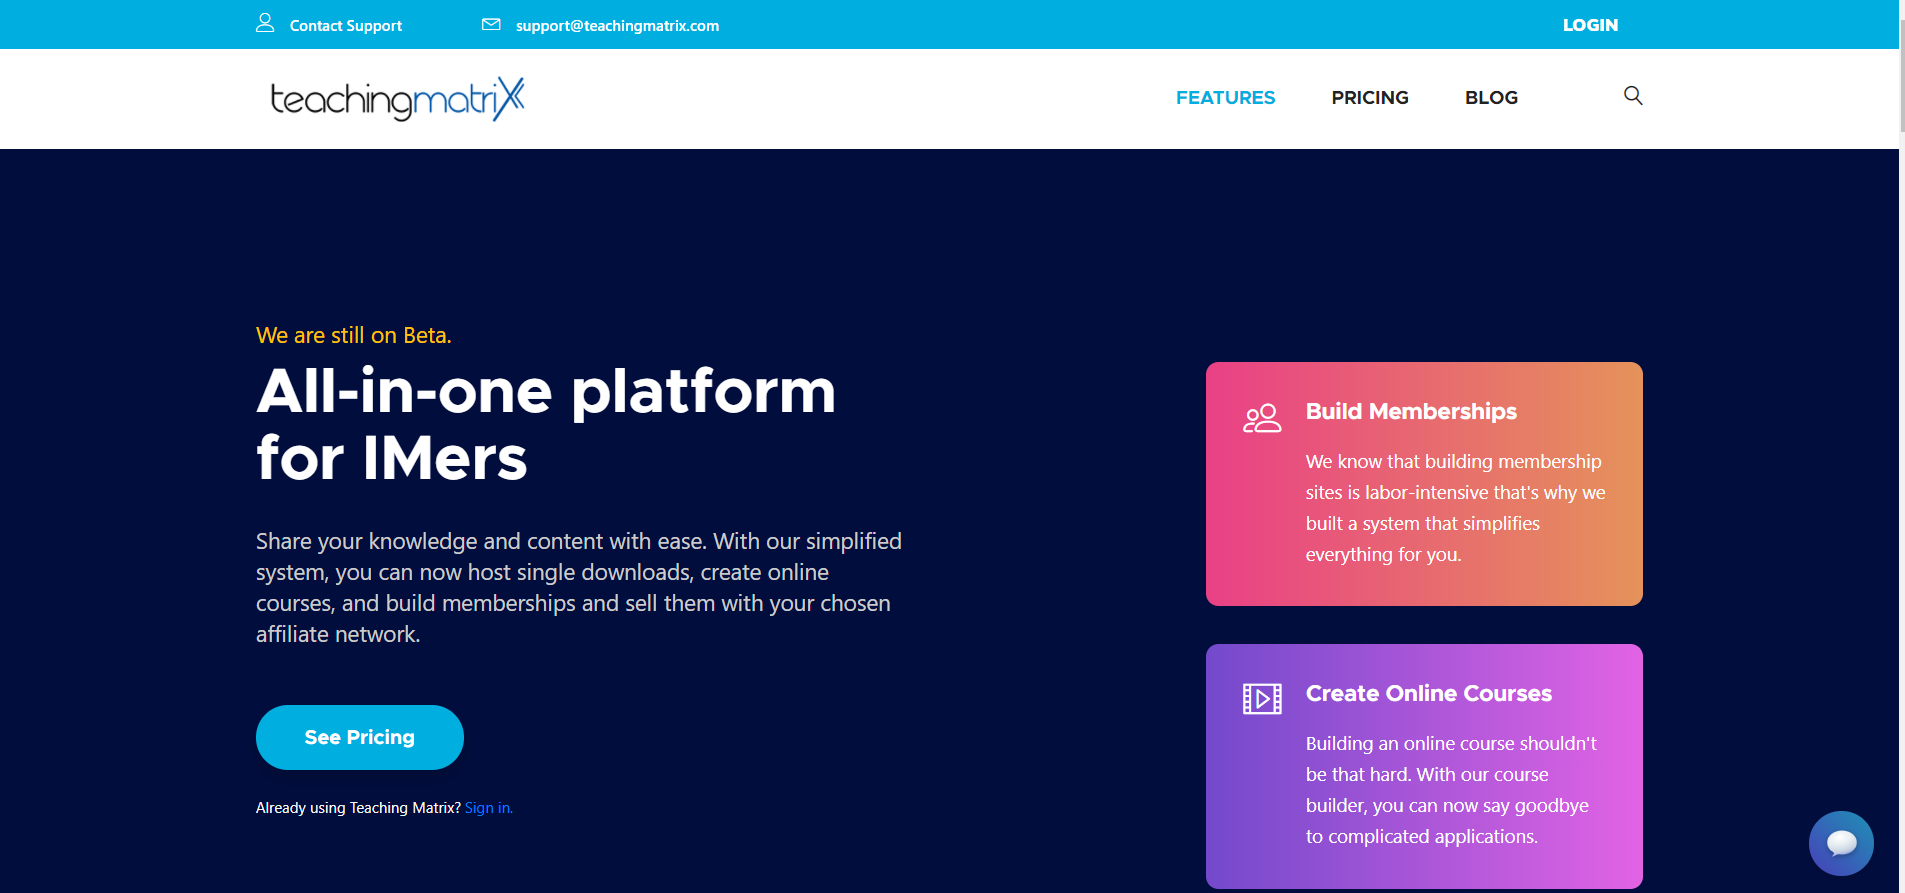 Contact Support
support@teachingmatrix.com
LOGIN
teachingmatrix
FEATURES
PRICING
BLOG
We are still on Beta.
All-in-one platform
for IMers
Share your knowledge and content with ease. With our simplified
system, you can now host single downloads, create online
courses, and build memberships and sell them with your chosen
affiliate network.
See Pricing
Already using Teaching Matrix? Sign in.
Build Memberships
We know that building membership
sites is labor-intensive that's why we
built a system that simplifies
everything for you.
Create Online Courses
Building an online course shouldn't
be that hard. With our course
builder, you can now say goodbye
to complicated applications.